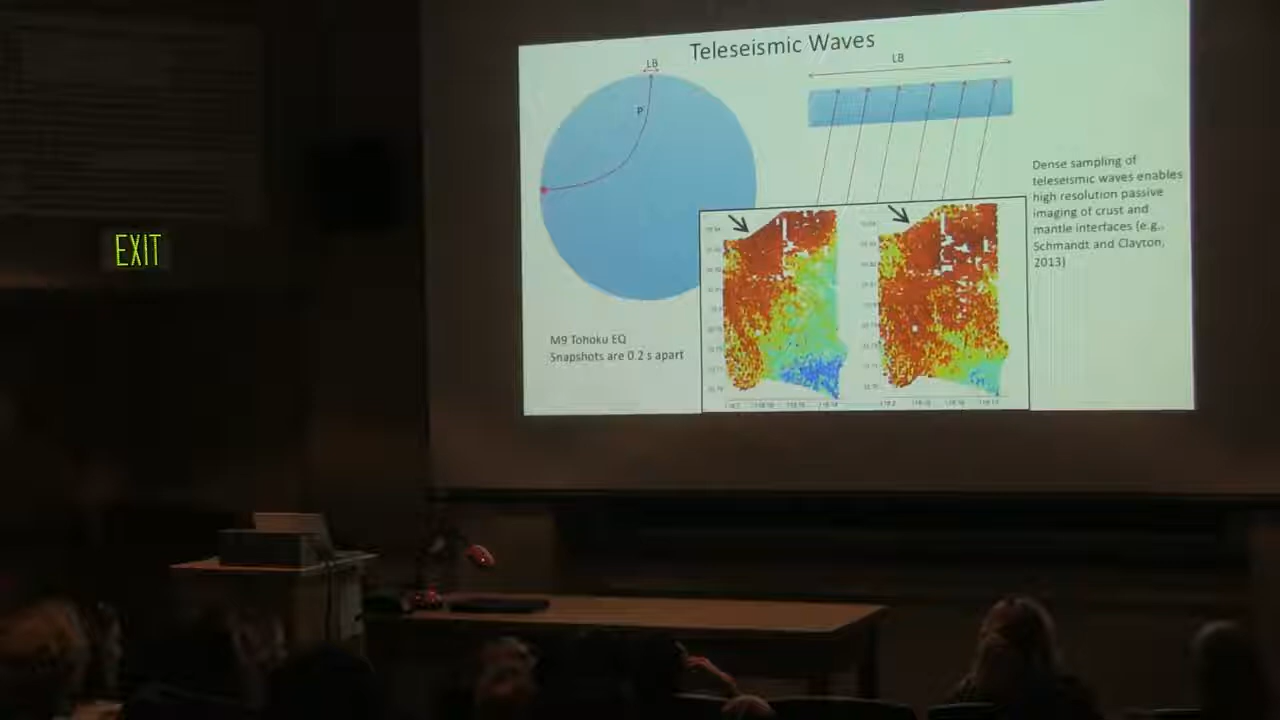 Teleseismic Waves
LB
LB
P
Dense sampling of
teleseismic waves enables
high resolution passive
imaging of crust and
mantle interfaces (e.g.,
Schmandt and Clayton,
2013)
M9 Tohoku EQ
Snapshots are 0.2 s apart
EXIT